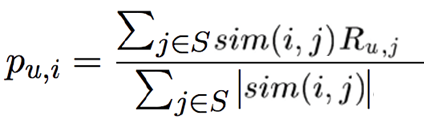 p_{u,i} = \frac{\sum_{j \in S} sim(i, j) R_{u,j}}{\sum_{j \in S} |sim(i, j)|}